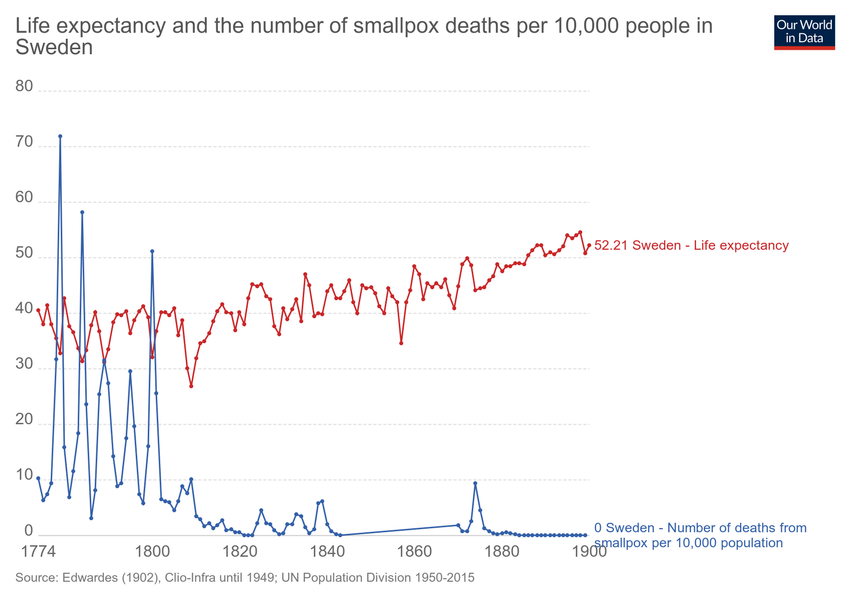 Life expectancy and the number of smallpox deaths per 10,000 people in
Sweden
Our World
in Data
80
70
60
50
40
30
20
10
0
52.21 Sweden - Life expectancy
0 Sweden - Number of deaths from
smallpox per 10,000 population
1774 1800 1820 1840 1860 1880 1900
Source: Edwardes (1902), Clio-Infra until 1949; UN Population Division 1950-2015